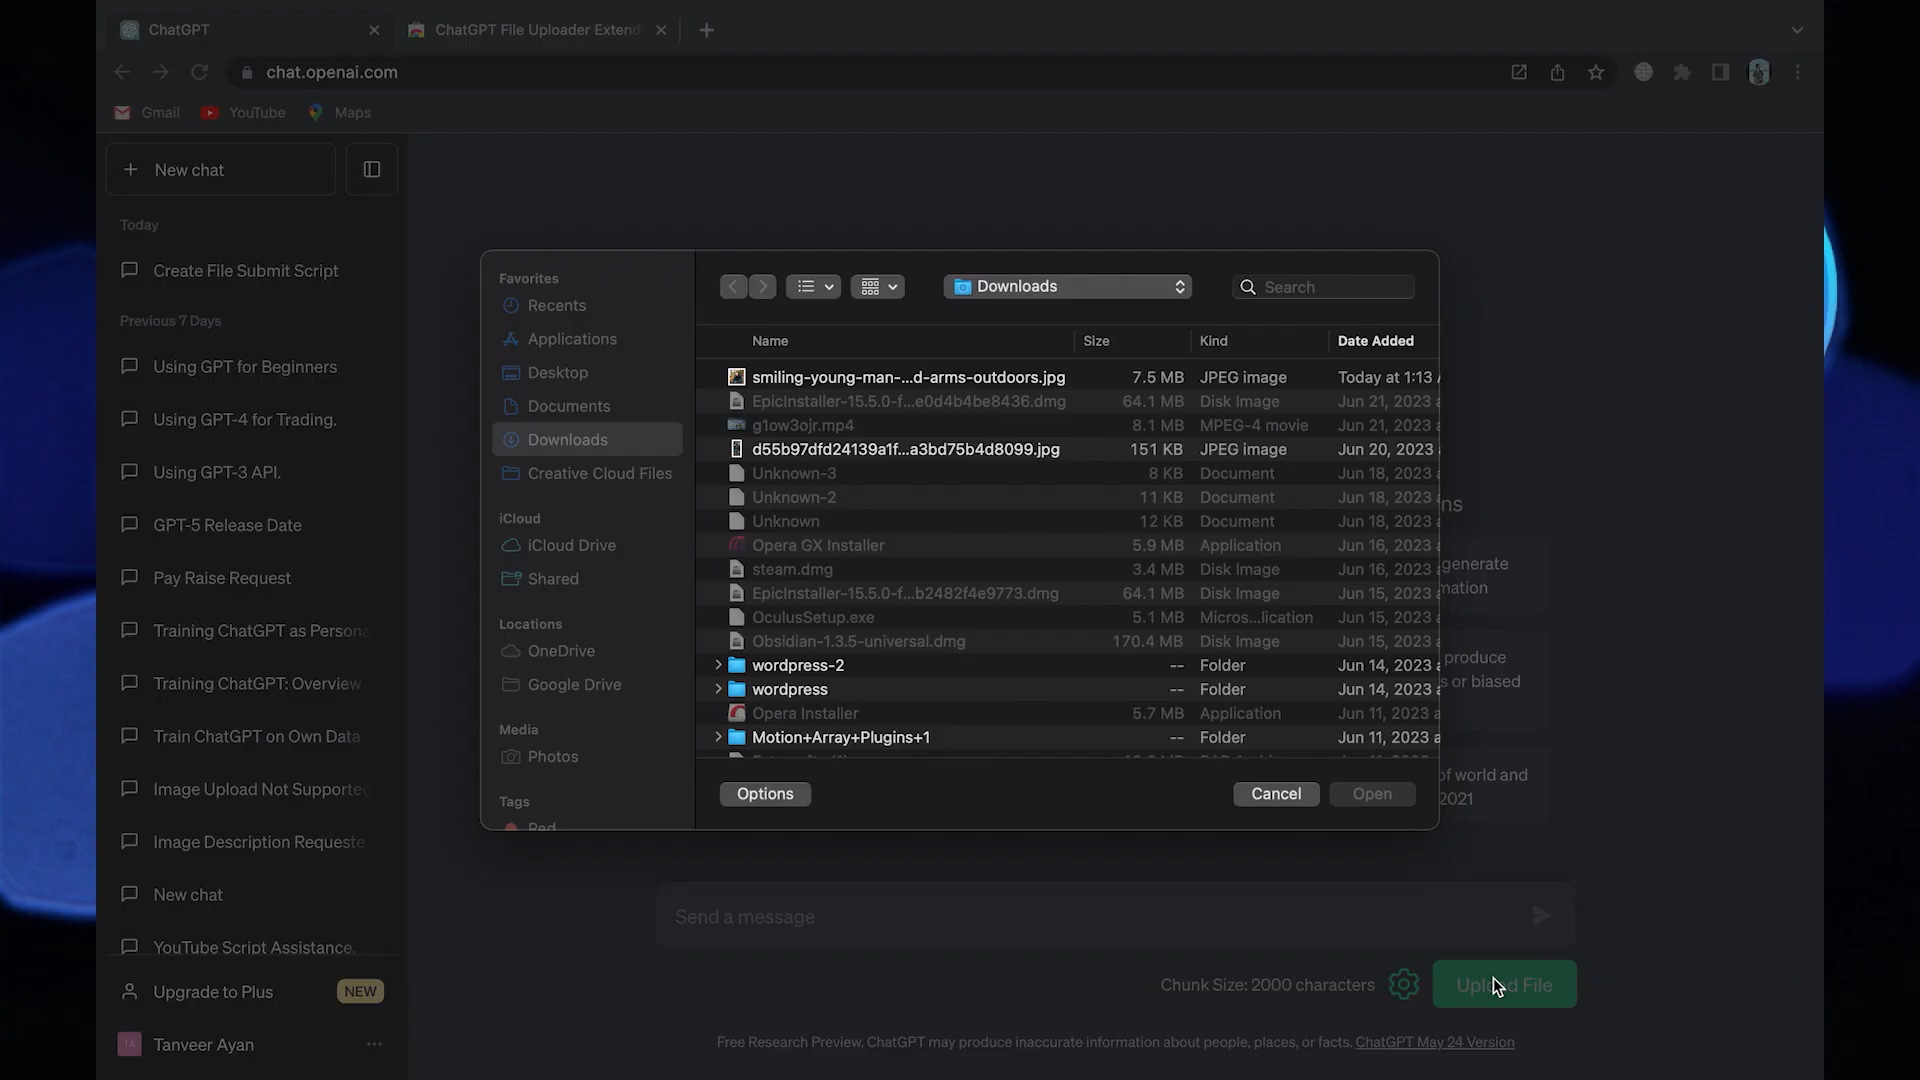 ChatGPT
ChatGPT File Uploader Extend
chat.openai.com
Gmail
YouTube
Maps
New chat
Today
Create File Submit Script
Previous 7 Days
Using GPT for Beginners
Using GPT-4 for Trading.
Using GPT-3 API.
GPT-5 Release Date
Pay Raise Request
Training ChatGPT as Persona
Training ChatGPT: Overview
Train ChatGPT on Own Data
Image Upload Not Supported
Image Description Requeste
New chat
YouTube Script Assistance.
Upgrade to Plus
NEW
TA
Tanveer Ayan
Favorites
Recents
Applications
Desktop
Documents
Downloads
Creative Cloud Files
iCloud
iCloud Drive
Shared
Locations
OneDrive
Google Drive
Media
Photos
Tags
Red
Downloads
Search
Name Size Kind Date Added
smiling-young-man-...d-arms-outdoors.jpg 7.5 MB JPEG image Today at 1:13
EpicInstaller-15.5.0-f...e0d4b4be8436.dmg 64.1 MB Disk Image Jun 21, 2023 a
g1ow3ojr.mp4 8.1 MB MPEG-4 movie Jun 21, 2023 a
d55b97dfd24139a1f...a3bd75b4d8099.jpg 151 KB JPEG image Jun 20, 2023
Unknown-3 8 KB Document Jun 18, 2023 a
Unknown-2 11 KB Document Jun 18, 2023 a
Unknown 12 KB Document Jun 18, 2023 a
Opera GX Installer 5.9 MB Application Jun 16, 2023 a
steam.dmg 3.4 MB Disk Image Jun 16, 2023 a
EpicInstaller-15.5.0-f...b2482f4e9773.dmg 64.1 MB Disk Image Jun 15, 2023 a
OculusSetup.exe 5.1 MB Micros...lication Jun 15, 2023 a
Obsidian-1.3.5-universal.dmg 170.4 MB Disk Image Jun 15, 2023 a
wordpress-2 -- Folder Jun 14, 2023 a
wordpress -- Folder Jun 14, 2023 a
Opera Installer 5.7 MB Application Jun 11, 2023 a
Motion+Array+Plugins+1 -- Folder Jun 11, 2023 a
Options
Cancel
Open
ns
generate
mation
produce
s or biased
of world and
2021
Send a message
Chunk Size: 2000 characters
Upload File
Free Research Preview. ChatGPT may produce inaccurate information about people, places, or facts. ChatGPT May 24 Version